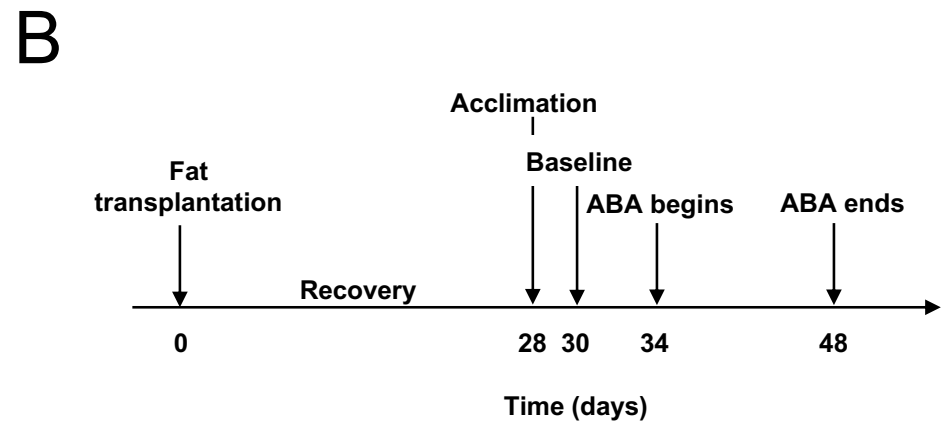 B
Acclimation
Baseline
Fat
transplantation
ABA begins
ABA ends
Recovery
0
28
30
34
48
Time (days)